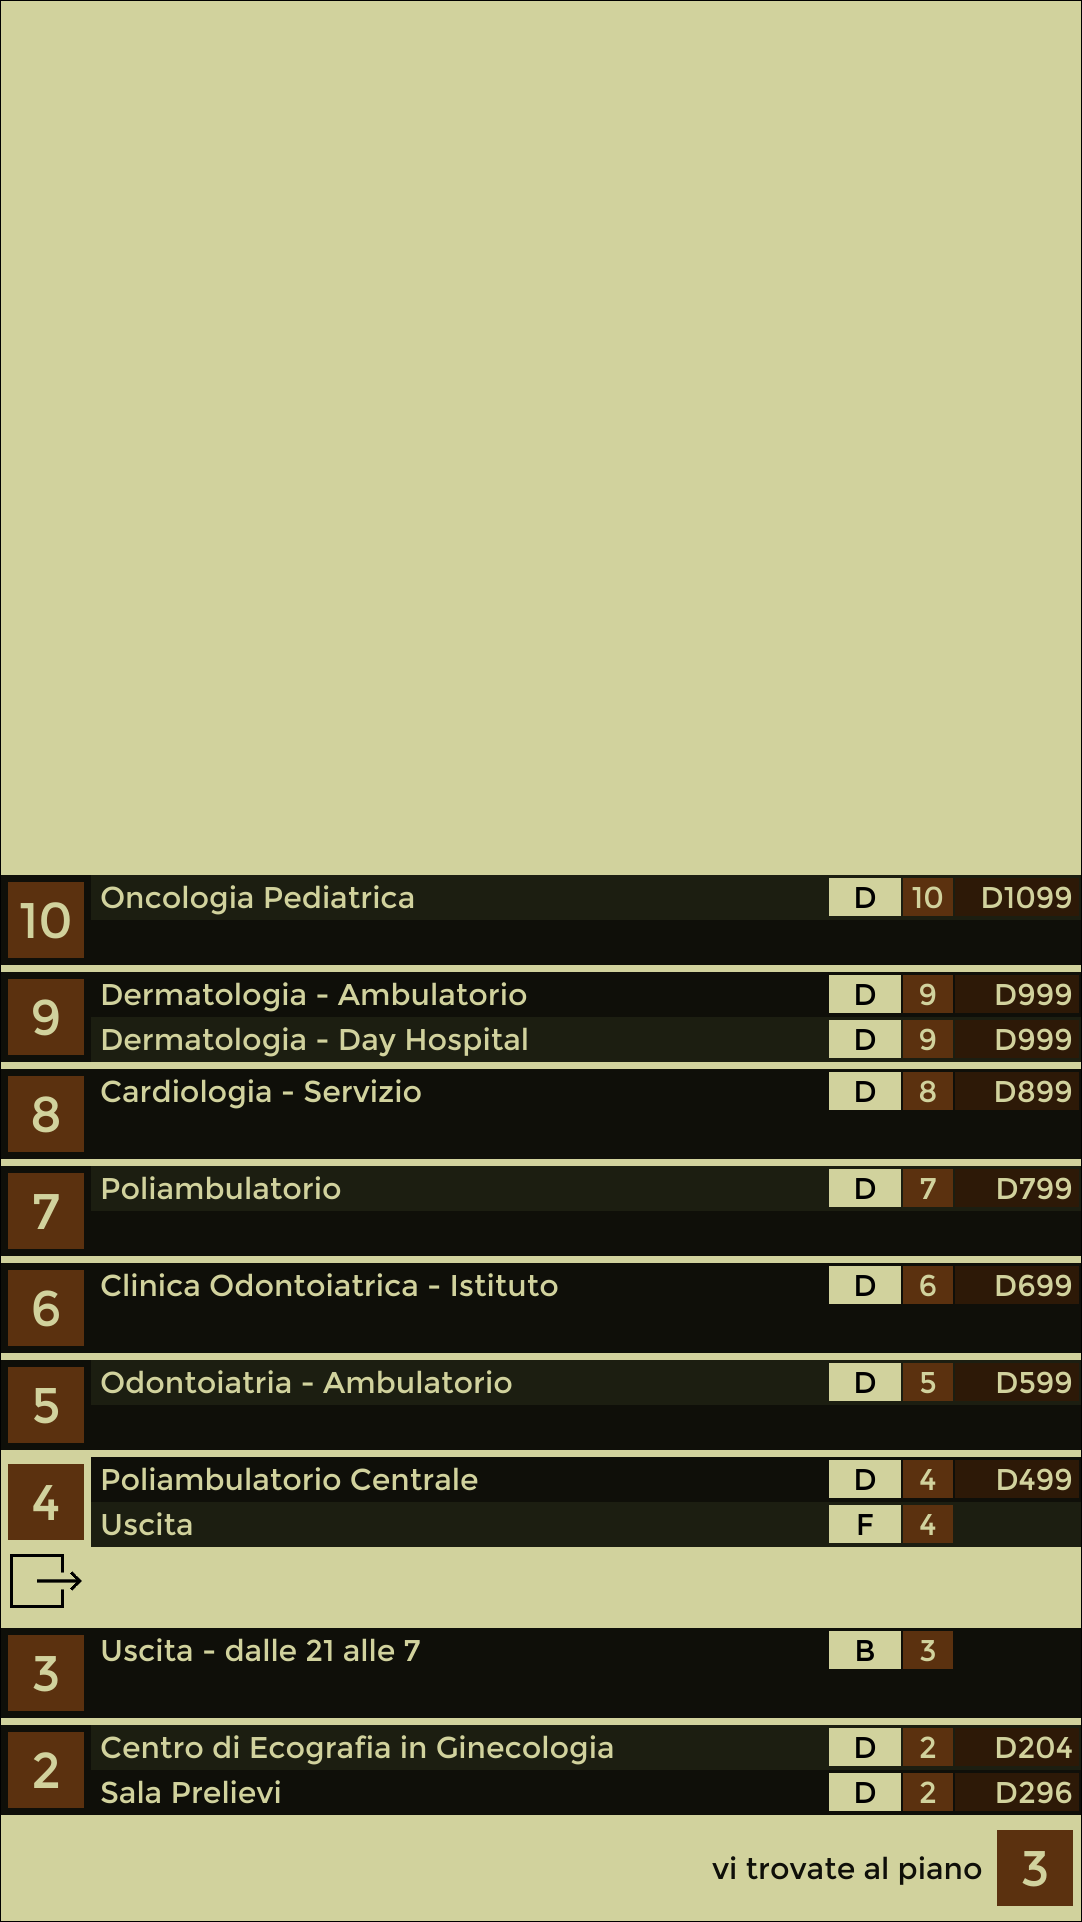 10 Oncologia Pediatrica D 10 D1099
9 Dermatologia - Ambulatorio D 9 D999
Dermatologia - Day Hospital D 9 D999
8 Cardiologia - Servizio D 8 D899
7 Poliambulatorio D 7 D799
6 Clinica Odontoiatrica - Istituto D 6 D699
5 Odontoiatria - Ambulatorio D 5 D599
4 Poliambulatorio Centrale D 4 D499
Uscita F 4
3 Uscita - dalle 21 alle 7 B 3
2 Centro di Ecografia in Ginecologia D 2 D204
Sala Prelievi D 2 D296
vi trovate al piano 3